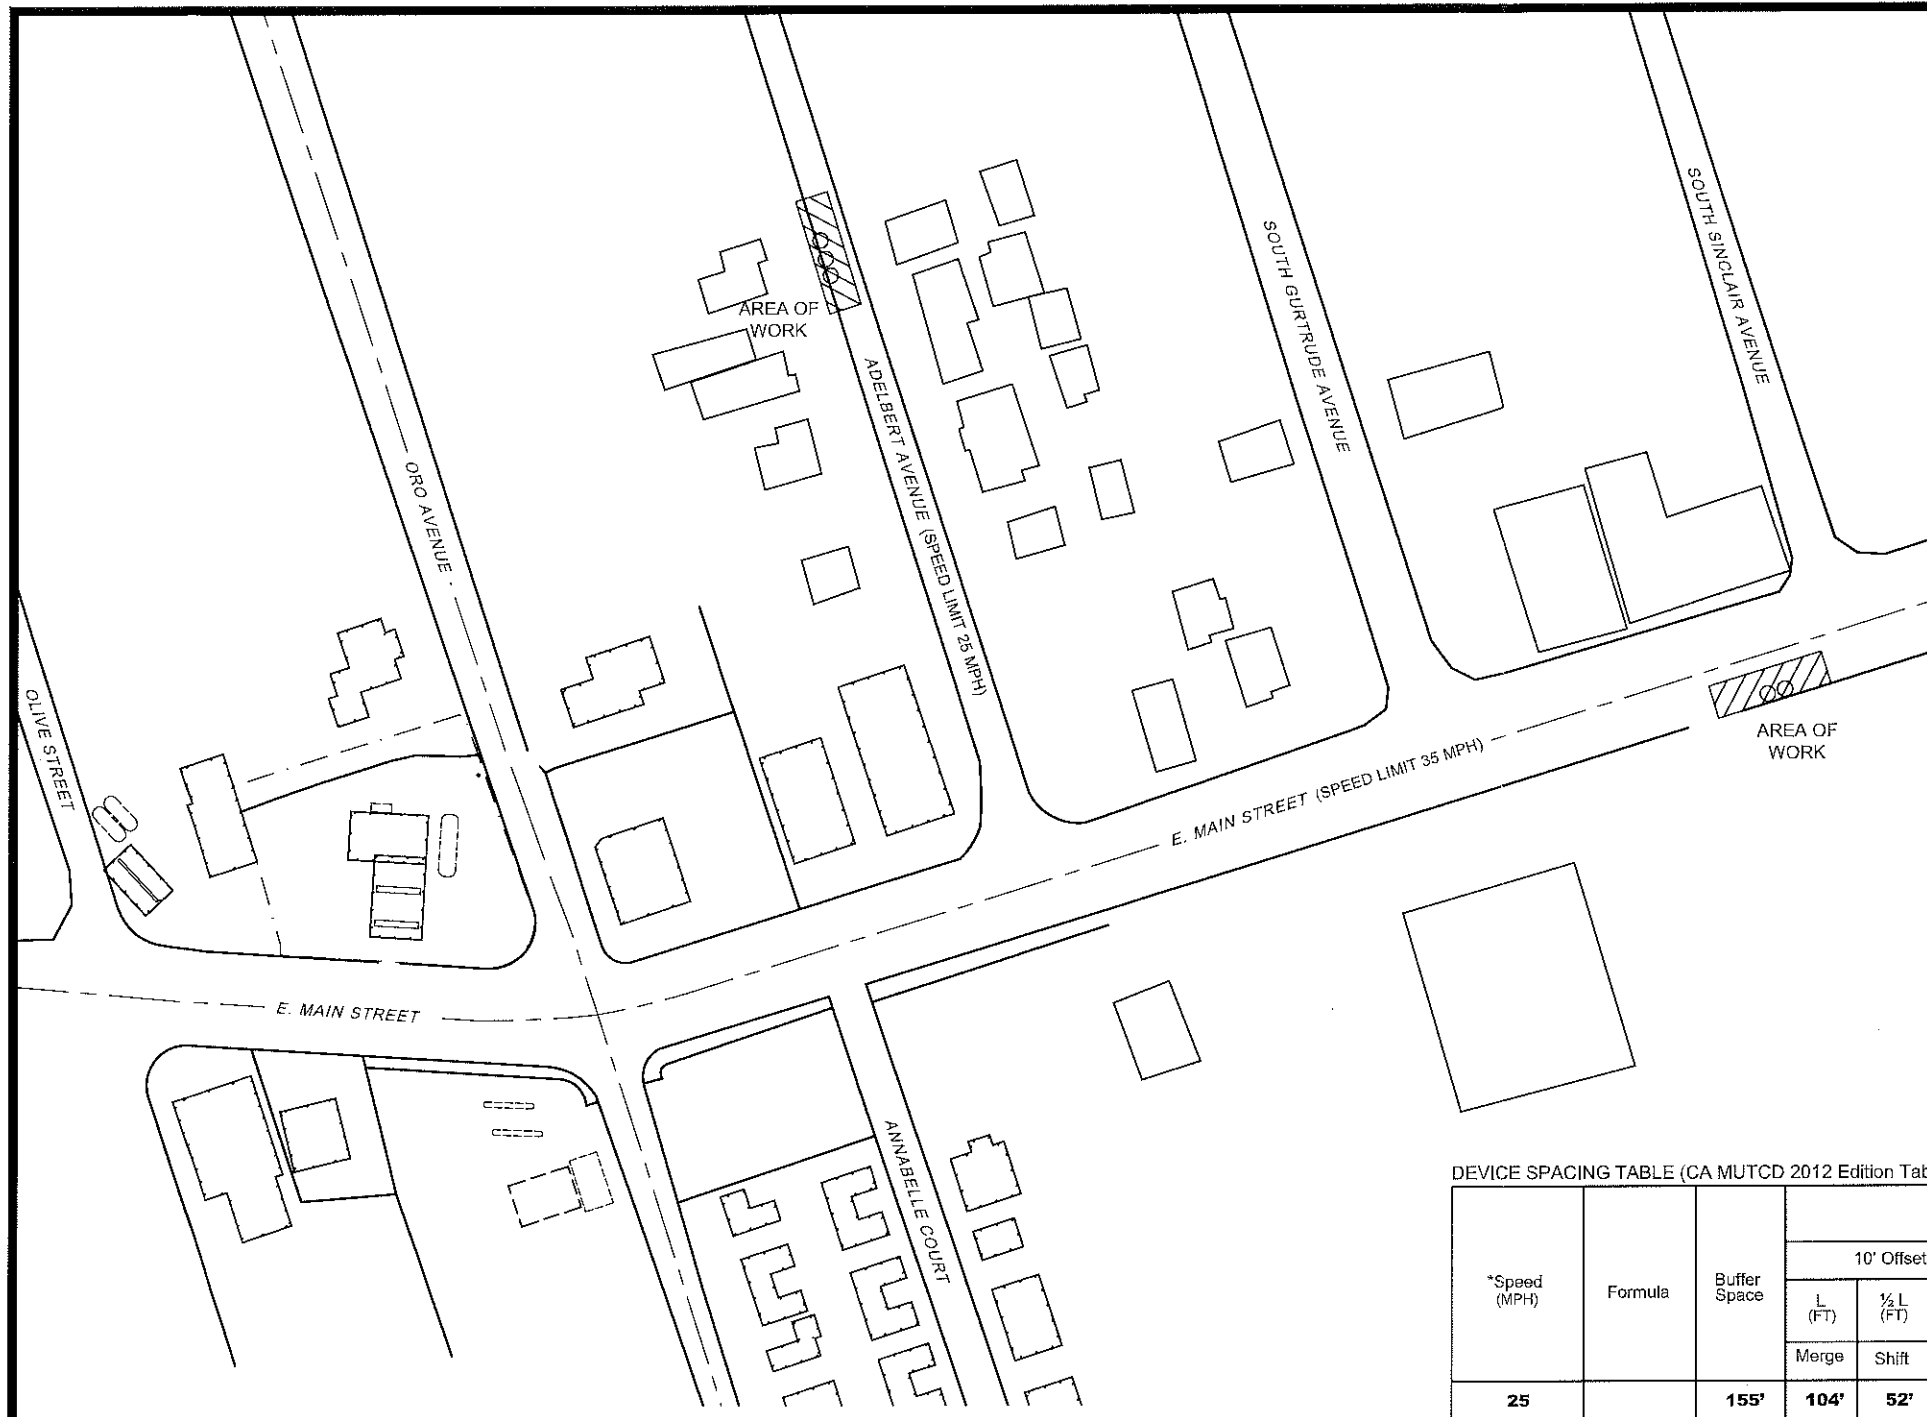 SOUTH SINCLAIR AVENUE
SOUTH GURTRUDE AVENUE
AREA OF
WORK
ADELBERT AVENUE (SPEED LIMIT 25 MPH)
ORO AVENUE
OLIVE STREET
AREA OF
WORK
E. MAIN STREET (SPEED LIMIT 35 MPH)
E. MAIN STREET
ANNABELLE COURT
DEVICE SPACING TABLE (CA MUTCD 2012 Edition Tab
*Speed
(MPH)
Formula
Buffer
Space
10' Offset
L
(FT)
½ L
(FT)
Merge
Shift
25
155'
104'
52'